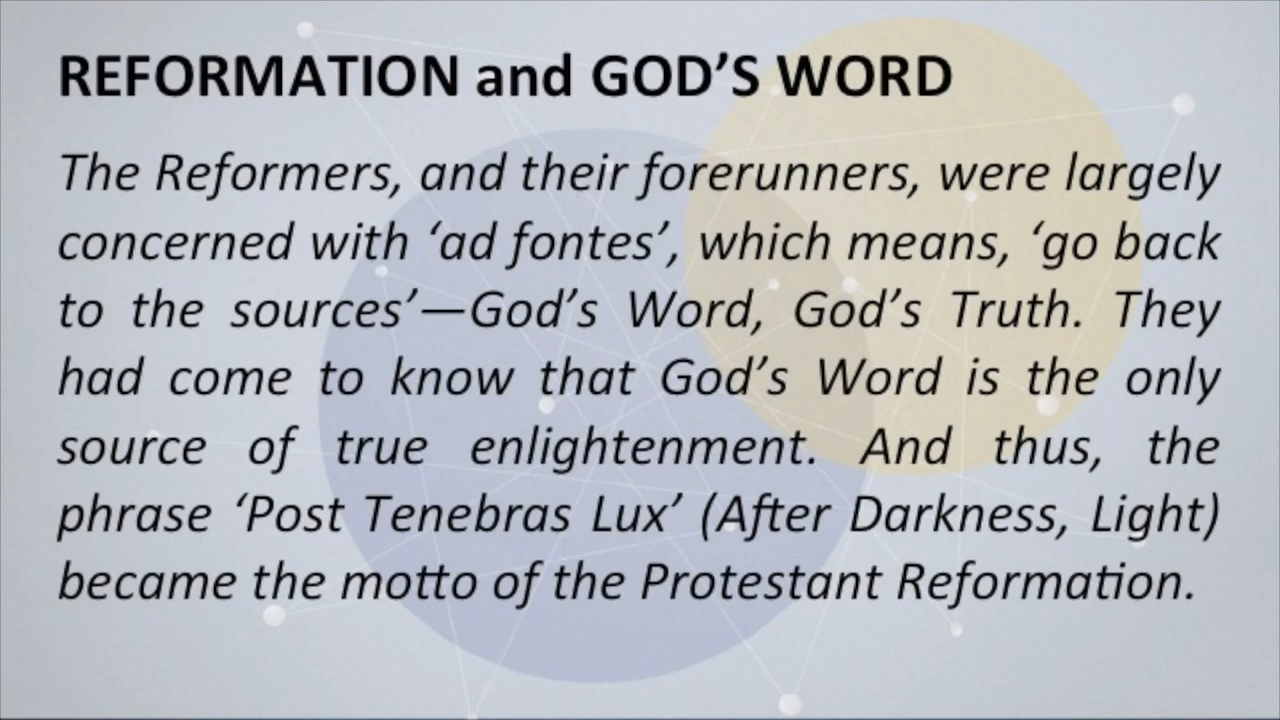 REFORMATION and GOD’S WORD
The Reformers, and their forerunners, were largely
concerned with ‘ad fontes’, which means, ‘go back
to the sources’—God’s Word, God’s Truth. They
had come to know that God’s Word is the only
source of true enlightenment. And thus, the
phrase ‘Post Tenebras Lux’ (After Darkness, Light)
became the motto of the Protestant Reformation.